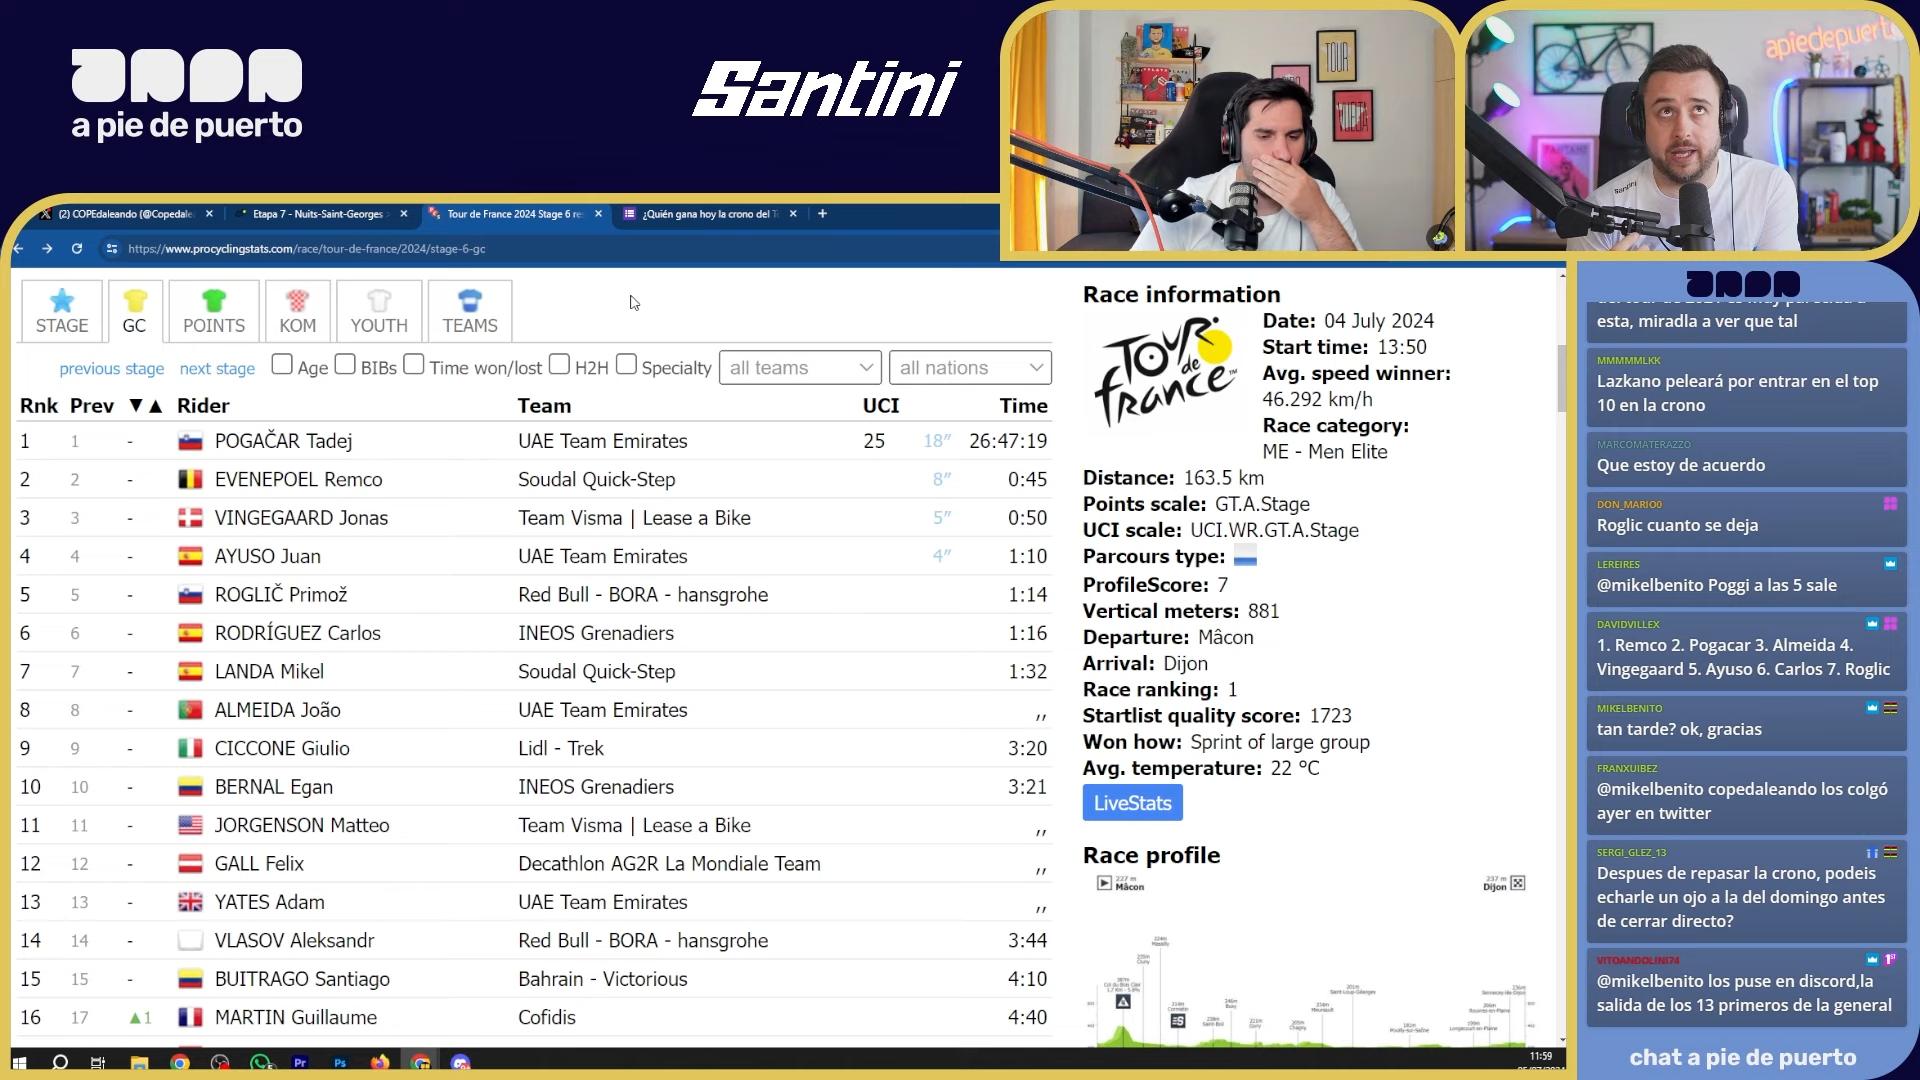 a pie de puerto
Santini
TOUR
apiedepuerto
Santini
(2) COPEdaleando (@Copedale
Etapa 7 - Nuits-Saint-Georges
Tour de France 2024 Stage 6 re
¿Quién gana hoy la crono del T
https://www.procyclingstats.com/race/tour-de-france/2024/stage-6-gc
STAGE GC POINTS KOM YOUTH TEAMS
previous stage next stage Age BIBs Time won/lost H2H Specialty all teams all nations
Rnk Prev ▼▲ Rider Team UCI Time
1 1 - POGAČAR Tadej UAE Team Emirates 25 18″ 26:47:19
2 2 - EVENEPOEL Remco Soudal Quick-Step 8″ 0:45
3 3 - VINGEGAARD Jonas Team Visma | Lease a Bike 5″ 0:50
4 4 - AYUSO Juan UAE Team Emirates 4″ 1:10
5 5 - ROGLIČ Primož Red Bull - BORA - hansgrohe 1:14
6 6 - RODRÍGUEZ Carlos INEOS Grenadiers 1:16
7 7 - LANDA Mikel Soudal Quick-Step 1:32
8 8 - ALMEIDA João UAE Team Emirates ,,
9 9 - CICCONE Giulio Lidl - Trek 3:20
10 10 - BERNAL Egan INEOS Grenadiers 3:21
11 11 - JORGENSON Matteo Team Visma | Lease a Bike ,,
12 12 - GALL Felix Decathlon AG2R La Mondiale Team ,,
13 13 - YATES Adam UAE Team Emirates ,,
14 14 - VLASOV Aleksandr Red Bull - BORA - hansgrohe 3:44
15 15 - BUITRAGO Santiago Bahrain - Victorious 4:10
16 17 ▲1 MARTIN Guillaume Cofidis 4:40
Race information
TOUR de france
Date: 04 July 2024
Start time: 13:50
Avg. speed winner:
46.292 km/h
Race category:
ME - Men Elite
Distance: 163.5 km
Points scale: GT.A.Stage
UCI scale: UCI.WR.GT.A.Stage
Parcours type:
ProfileScore: 7
Vertical meters: 881
Departure: Mâcon
Arrival: Dijon
Race ranking: 1
Startlist quality score: 1723
Won how: Sprint of large group
Avg. temperature: 22 °C
LiveStats
Race profile
227 m
Mâcon
237 m
Dijon
11:59
esta, miradla a ver que tal
MMMMMLKK
Lazkano peleará por entrar en el top
10 en la crono
MARCOMATERAZZO
Que estoy de acuerdo
DON_MARIO0
Roglic cuanto se deja
LEREIRES
@mikelbenito Poggi a las 5 sale
DAVIDVILLEX
1. Remco 2. Pogacar 3. Almeida 4.
Vingegaard 5. Ayuso 6. Carlos 7. Roglic
MIKELBENITO
tan tarde? ok, gracias
FRANXUIBEZ
@mikelbenito copedaleando los colgó
ayer en twitter
SERGI_GLEZ_13
Despues de repasar la crono, podeis
echarle un ojo a la del domingo antes
de cerrar directo?
VITOANDOLINI74
@mikelbenito los puse en discord,la
salida de los 13 primeros de la general
chat a pie de puerto